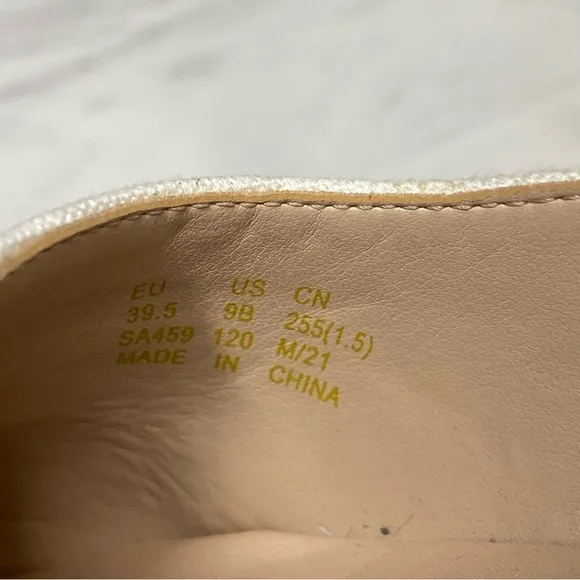 EU US CN
39.5 9B 255(1.5)
SA459 120 M/21
MADE IN CHINA